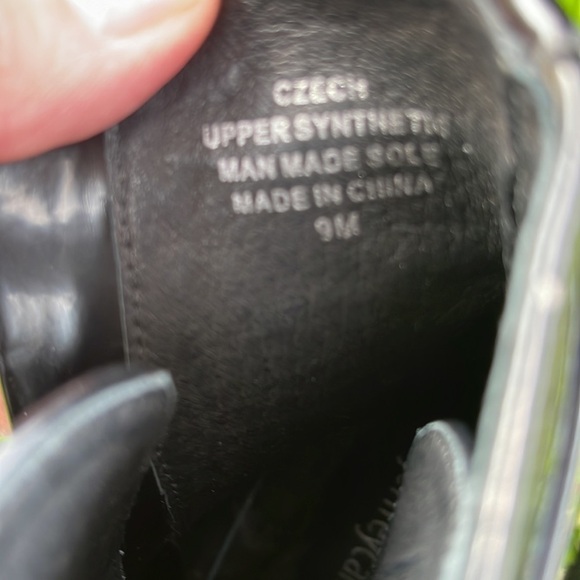 CZECH
UPPER SYNTHETIC
MAN MADE SOLE
MADE IN CHINA
9M